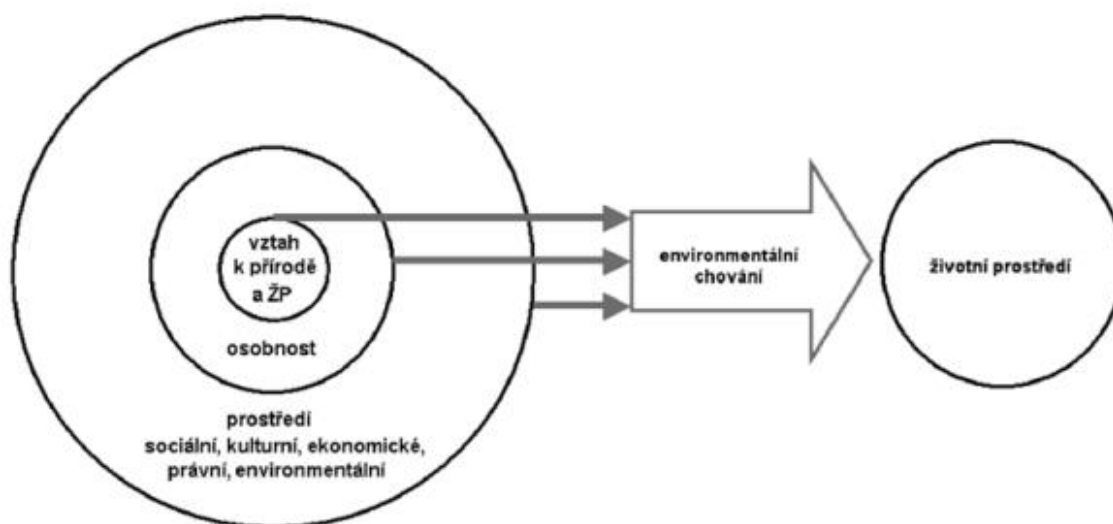 vztah
k přírodě
a ŽP
osobnost
prostředí
sociální, kulturní, ekonomické,
právní, environmentální
environmentální
chování
životní prostředí